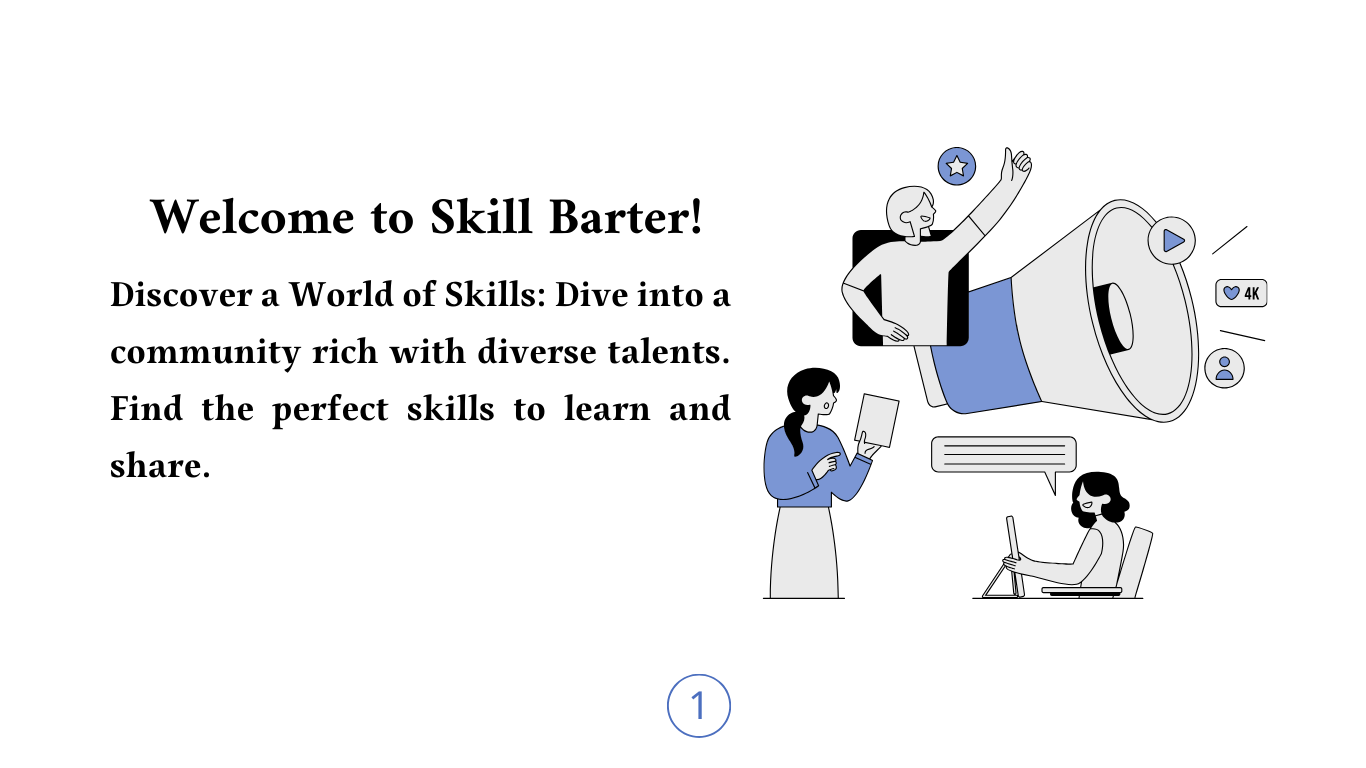 Welcome to Skill Barter!
Discover a World of Skills: Dive into a
community rich with diverse talents.
Find the perfect skills to learn and
share.
4K
1